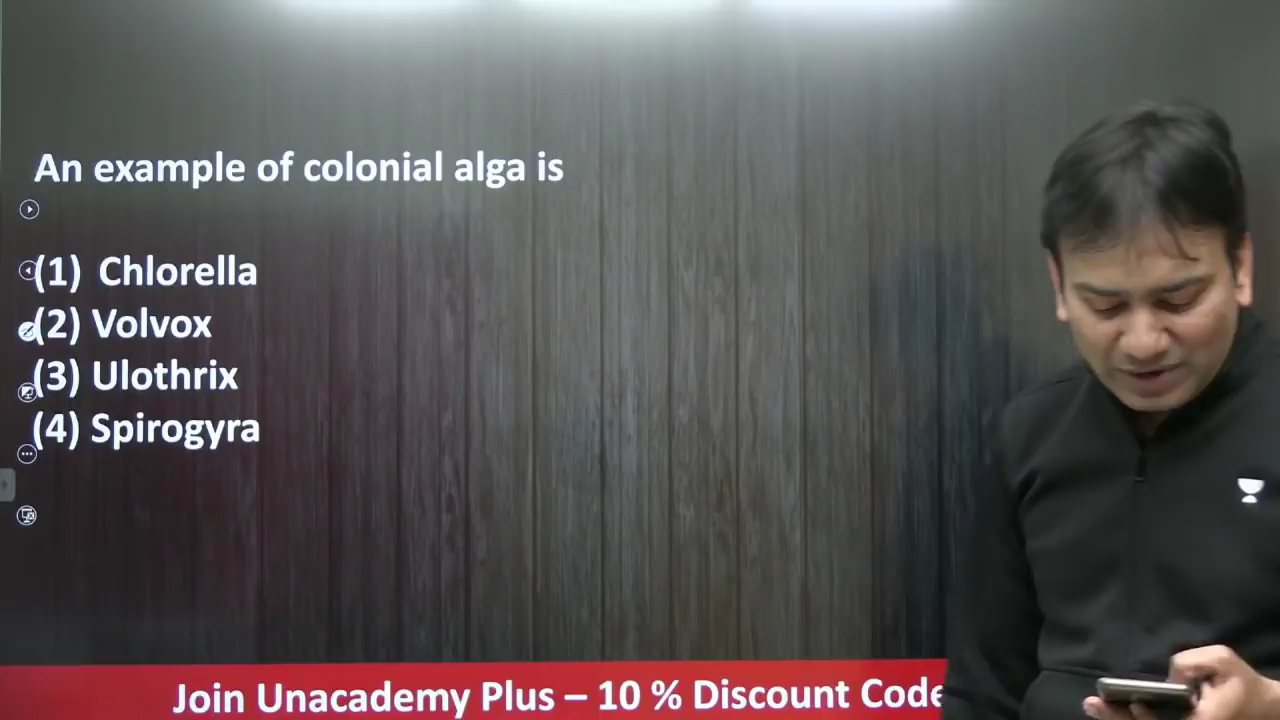 An example of colonial alga is
(1) Chlorella
(2) Volvox
(3) Ulothrix
(4) Spirogyra
Join Unacademy Plus – 10 % Discount Code